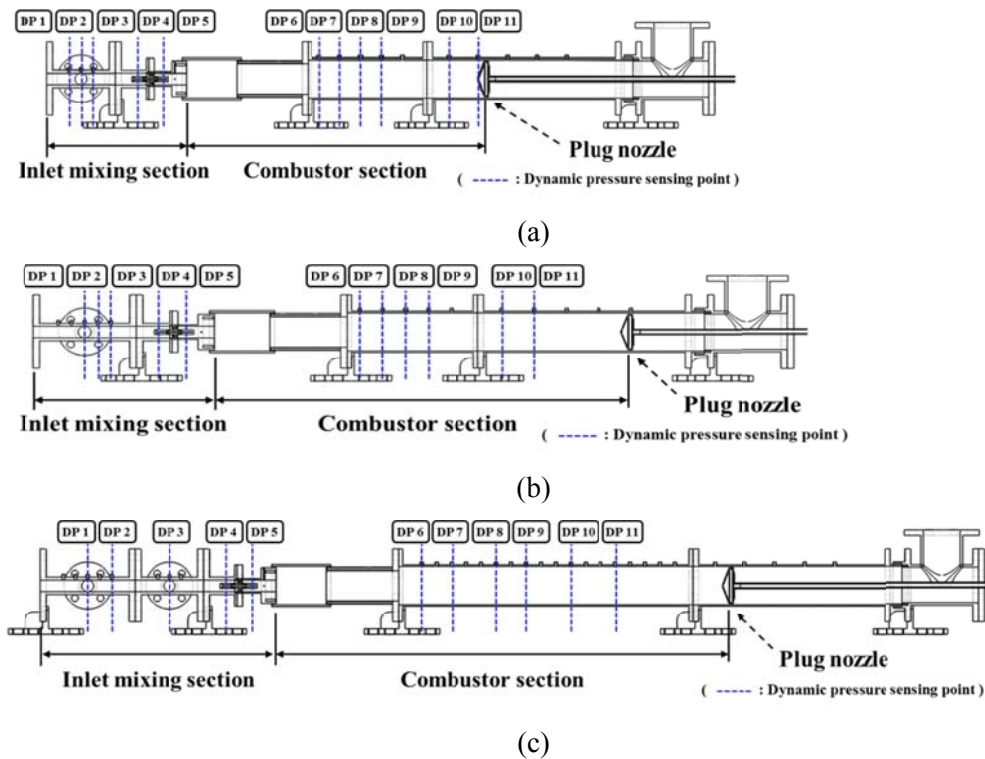 DP 1 DP 2 DP 3 DP 4 DP 5 DP 6 DP 7 DP 8 DP 9 DP 10 DP 11
Plug nozzle
Inlet mixing section Combustor section
( ----- : Dynamic pressure sensing point )
(a)
DP 1 DP 2 DP 3 DP 4 DP 5 DP 6 DP 7 DP 8 DP 9 DP 10 DP 11
Plug nozzle
Inlet mixing section Combustor section
( ----- : Dynamic pressure sensing point )
(b)
DP 1 DP 2 DP 3 DP 4 DP 5 DP 6 DP 7 DP 8 DP 9 DP 10 DP 11
Plug nozzle
Inlet mixing section Combustor section
( ----- : Dynamic pressure sensing point )
(c)